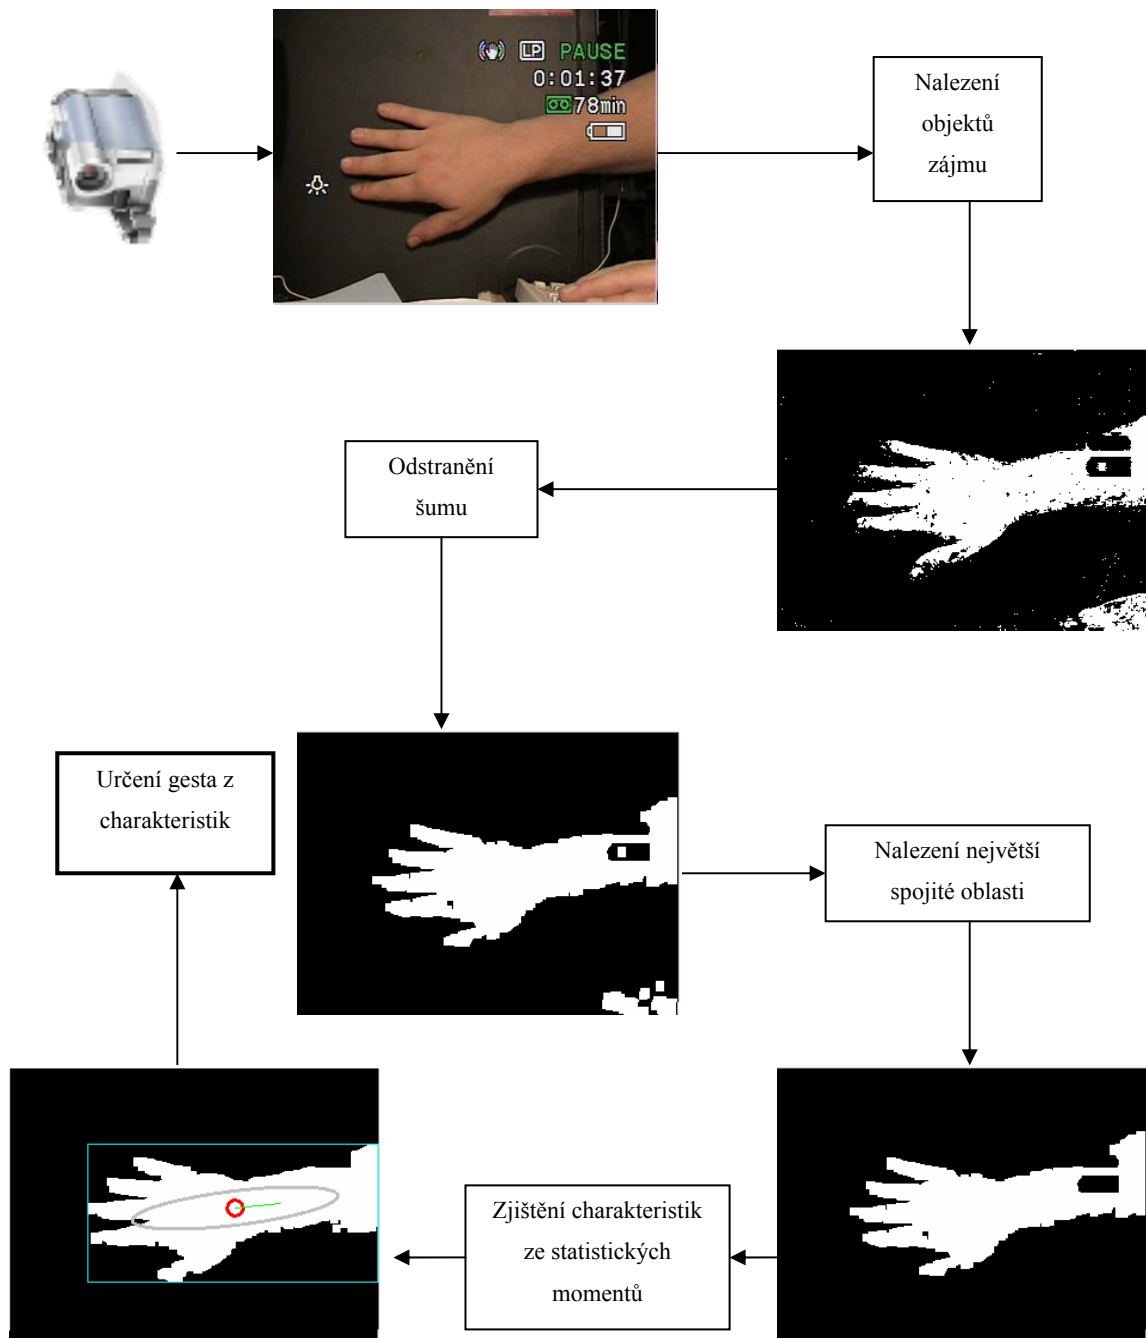 LP PAUSE
0:01:37
78min
Nalezení
objektů
zájmu
Odstranění
šumu
Určení gesta z
charakteristik
Nalezení největší
spojité oblasti
Zjištění charakteristik
ze statistických
momentů